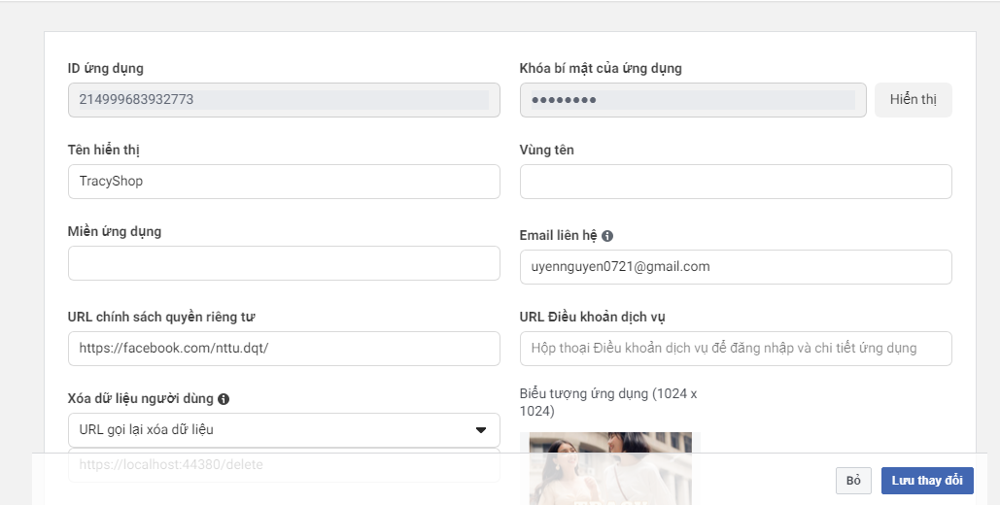 ID ứng dụng
Khóa bí mật của ứng dụng
214999683932773
●●●●●●●●
Hiển thị
Tên hiển thị
Vùng tên
TracyShop
Miền ứng dụng
Email liên hệ
uyennguyen0721@gmail.com
URL chính sách quyền riêng tư
URL Điều khoản dịch vụ
https://facebook.com/nttu.dqt/
Hộp thoại Điều khoản dịch vụ để đăng nhập và chi tiết ứng dụng
Xóa dữ liệu người dùng
Biểu tượng ứng dụng (1024 x
1024)
URL gọi lại xóa dữ liệu
https://localhost:44380/delete
Bỏ
Lưu thay đổi